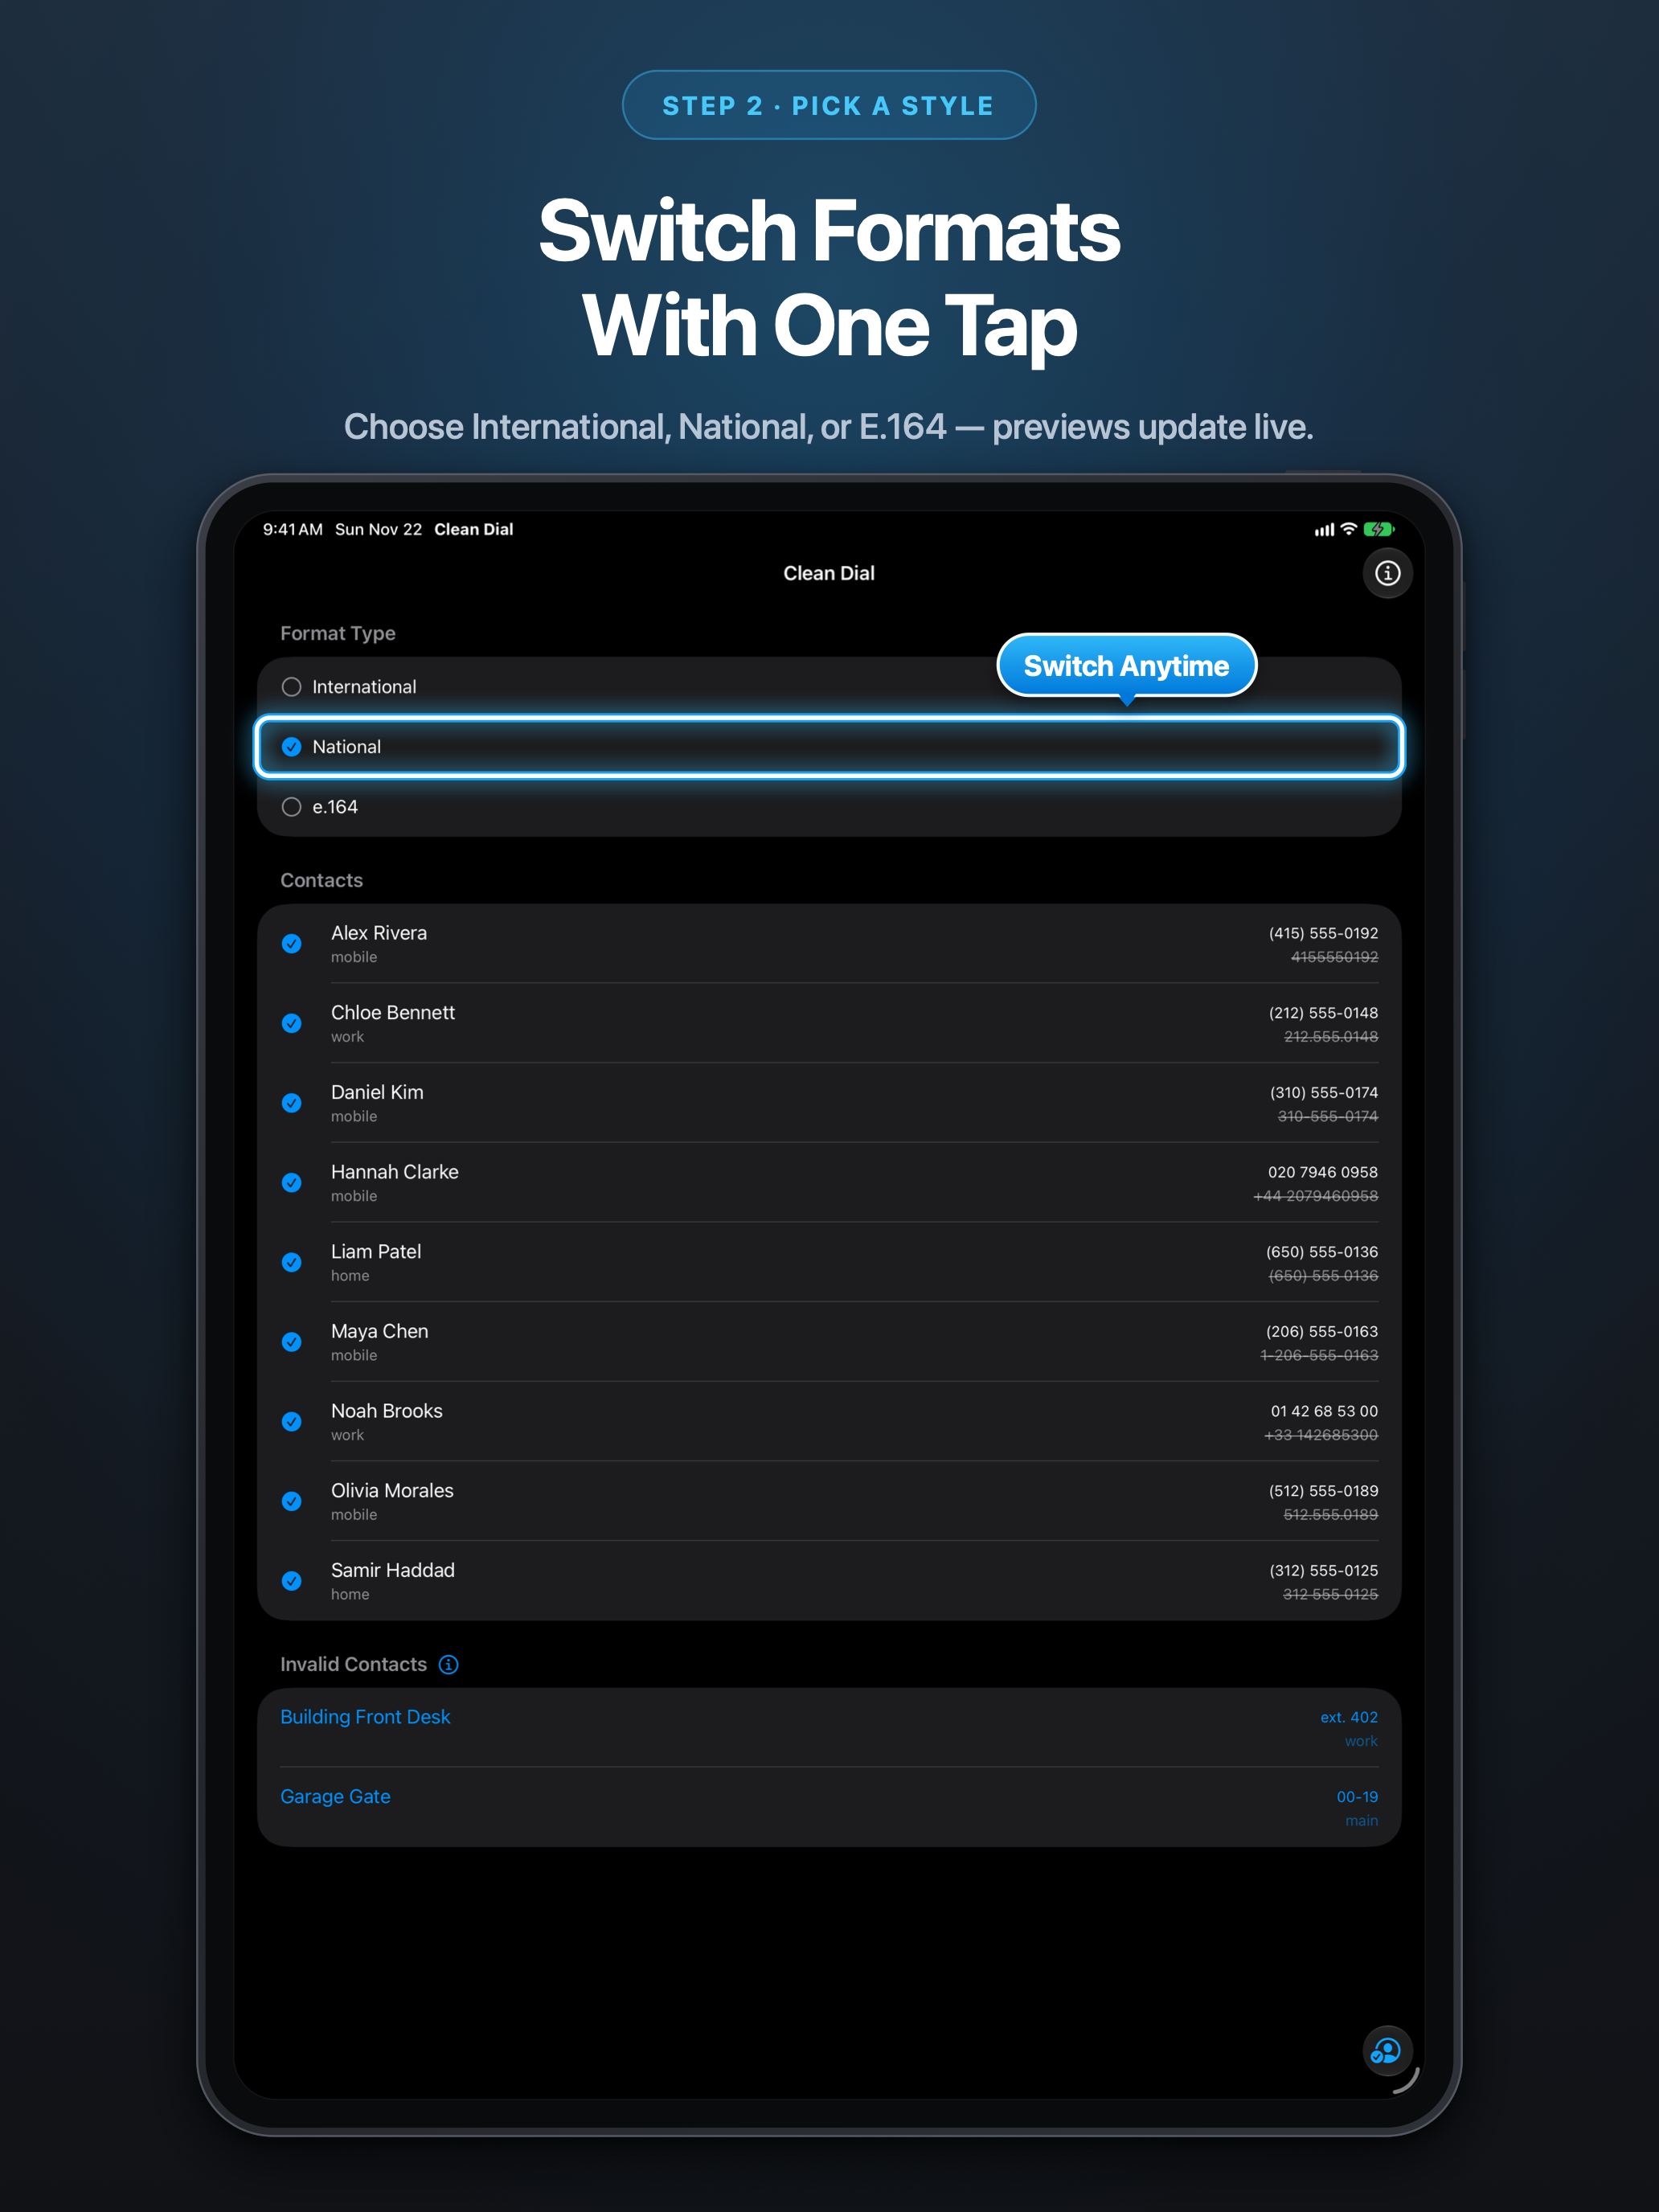 STEP 2 · PICK A STYLE
Switch Formats
With One Tap
Choose International, National, or E.164 — previews update live.
9:41 AM Sun Nov 22 Clean Dial
Clean Dial
Format Type
Switch Anytime
International
National
e.164
Contacts
Alex Rivera (415) 555-0192
mobile 4155550192
Chloe Bennett (212) 555-0148
work 212.555.0148
Daniel Kim (310) 555-0174
mobile 310-555-0174
Hannah Clarke 020 7946 0958
mobile +44 2079460958
Liam Patel (650) 555-0136
home (650) 555 0136
Maya Chen (206) 555-0163
mobile 1-206-555-0163
Noah Brooks 01 42 68 53 00
work +33 142685300
Olivia Morales (512) 555-0189
mobile 512.555.0189
Samir Haddad (312) 555-0125
home 312 555 0125
Invalid Contacts
Building Front Desk ext. 402
work
Garage Gate 00-19
main